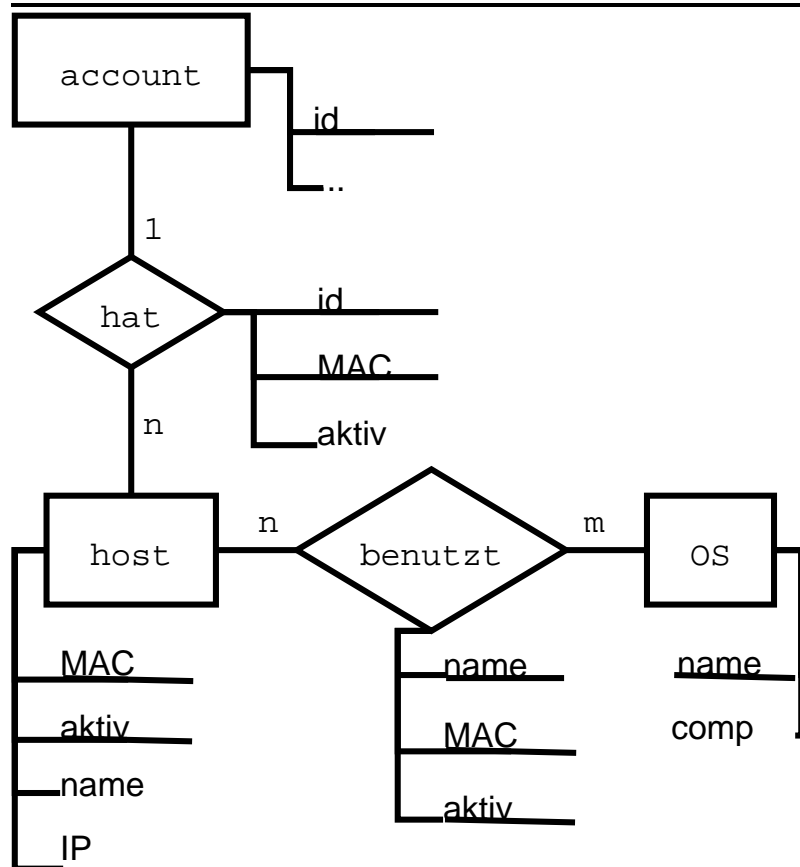 account
id
..
1
hat
id
MAC
aktiv
n
host
n
benutzt
m
OS
MAC
aktiv
name
IP
name
MAC
aktiv
name
comp